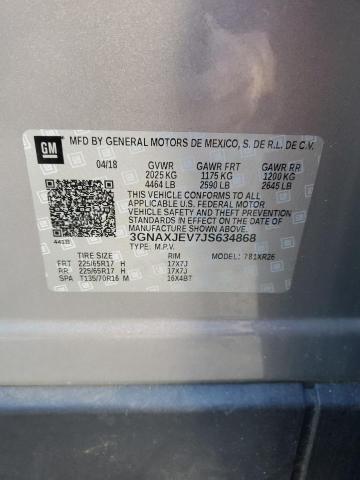 GM
MFD BY GENERAL MOTORS DE MEXICO, S. DE R.L. DE C.V.
04/18 GVWR GAWR FRT GAWR RR
2025 KG 1175 KG 1200 KG
4464 LB 2590 LB 2645 LB
THIS VEHICLE CONFORMS TO ALL
APPLICABLE U.S. FEDERAL MOTOR
VEHICLE SAFETY, BUMPER, AND THEFT
PREVENTION STANDARDS IN EFFECT ON
THE DATE OF MANUFACTURE SHOWN ABOVE.
3GNAXJEV7JS634868
TYPE: M.P.V. MODEL: 781XR26
TIRE SIZE RIM
FRT 225/65R17 H 17X7J
RR 225/65R17 H 17X7J
SPA T135/70R16 M 16X4BT